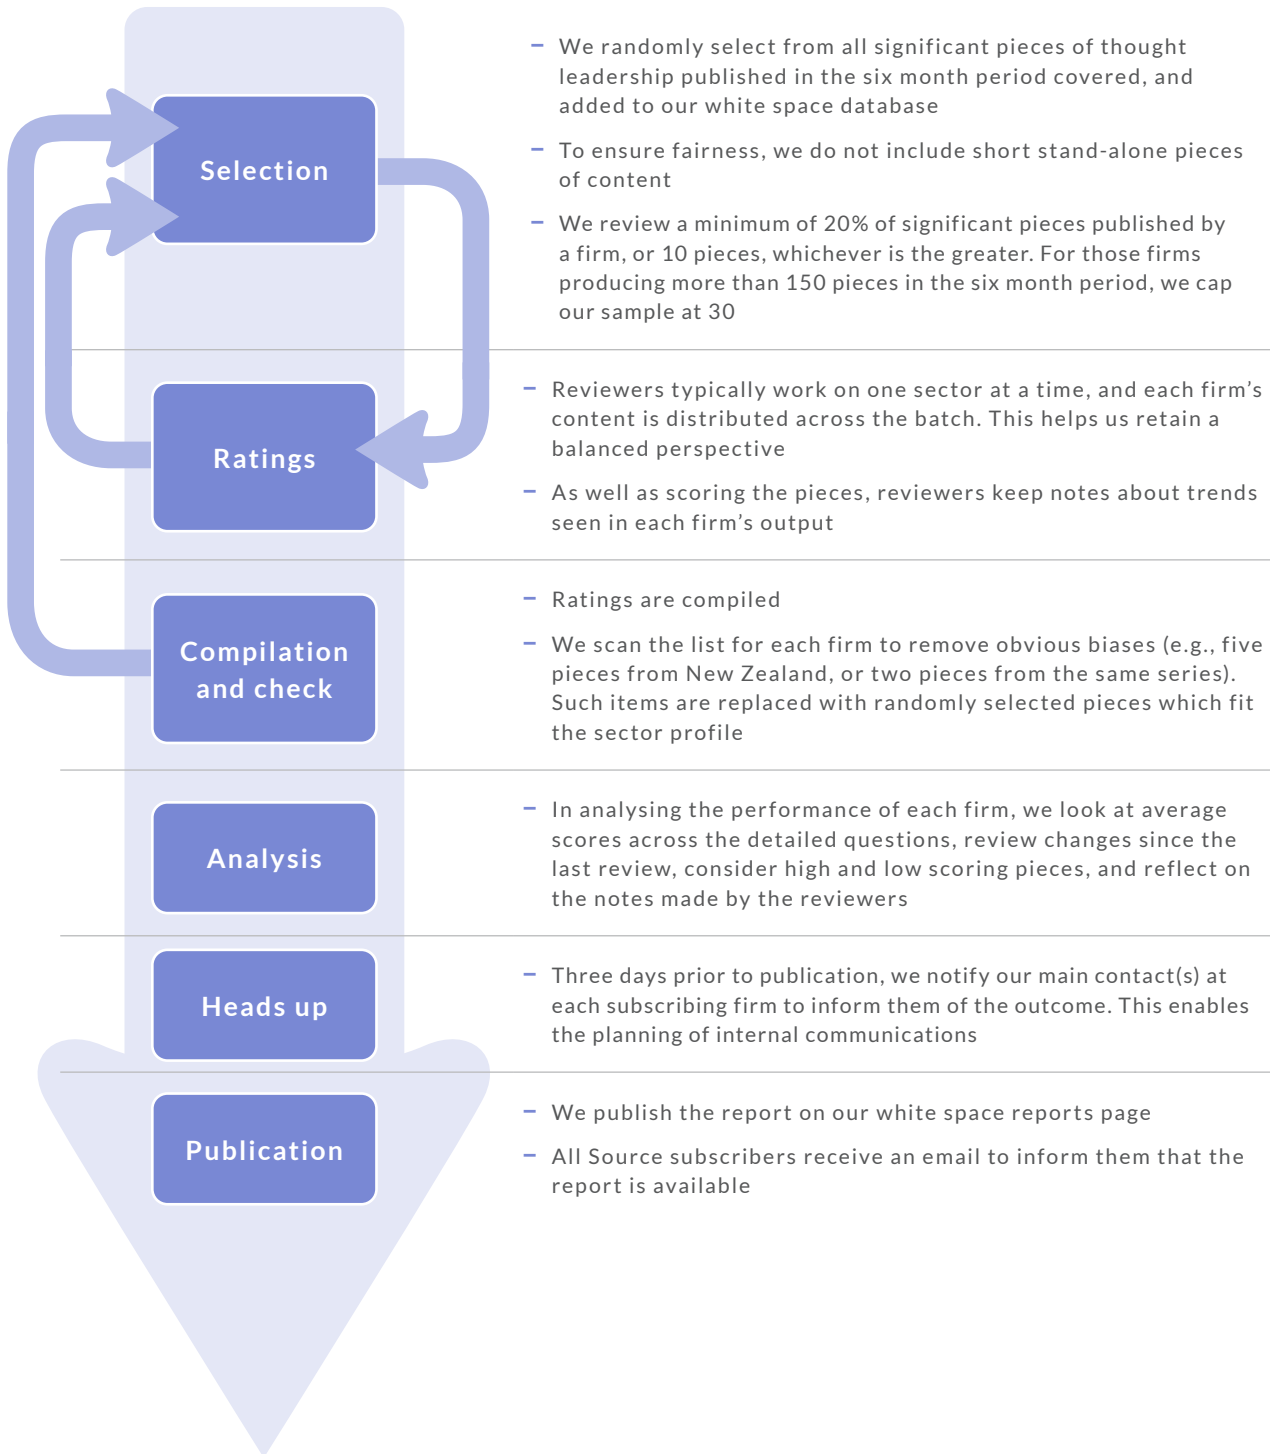 Selection
– We randomly select from all significant pieces of thought
leadership published in the six month period covered, and
added to our white space database
– To ensure fairness, we do not include short stand-alone pieces
of content
– We review a minimum of 20% of significant pieces published by
a firm, or 10 pieces, whichever is the greater. For those firms
producing more than 150 pieces in the six month period, we cap
our sample at 30
Ratings
– Reviewers typically work on one sector at a time, and each firm’s
content is distributed across the batch. This helps us retain a
balanced perspective
– As well as scoring the pieces, reviewers keep notes about trends
seen in each firm’s output
Compilation
and check
– Ratings are compiled
– We scan the list for each firm to remove obvious biases (e.g., five
pieces from New Zealand, or two pieces from the same series).
Such items are replaced with randomly selected pieces which fit
the sector profile
Analysis
– In analysing the performance of each firm, we look at average
scores across the detailed questions, review changes since the
last review, consider high and low scoring pieces, and reflect on
the notes made by the reviewers
Heads up
– Three days prior to publication, we notify our main contact(s) at
each subscribing firm to inform them of the outcome. This enables
the planning of internal communications
Publication
– We publish the report on our white space reports page
– All Source subscribers receive an email to inform them that the
report is available